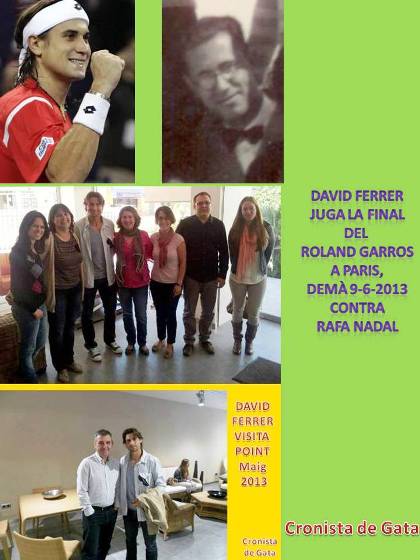 DAVID FERRER
JUGA LA FINAL
DEL
ROLAND GARROS
A PARIS,
DEMÀ 9-6-2013
CONTRA
RAFA NADAL
DAVID
FERRER
VISITA
POINT
Maig
2013
Cronista
de Gata
Cronista de Gata